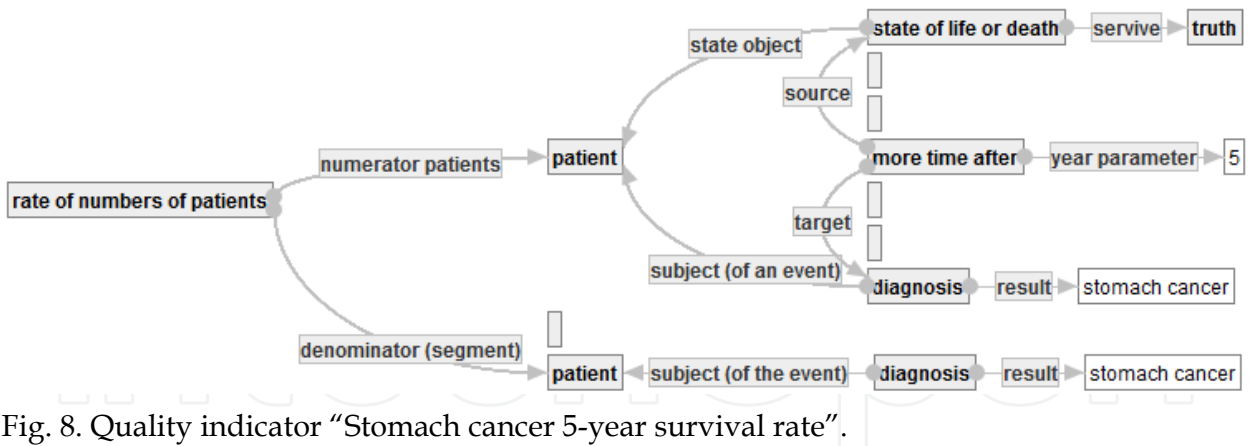 state of life or death servive truth
state object
source
numerator patients patient more time after year parameter 5
rate of numbers of patients
target
subject (of an event) diagnosis result stomach cancer
denominator (segment)
patient subject (of the event) diagnosis result stomach cancer
Fig. 8. Quality indicator “Stomach cancer 5-year survival rate”.